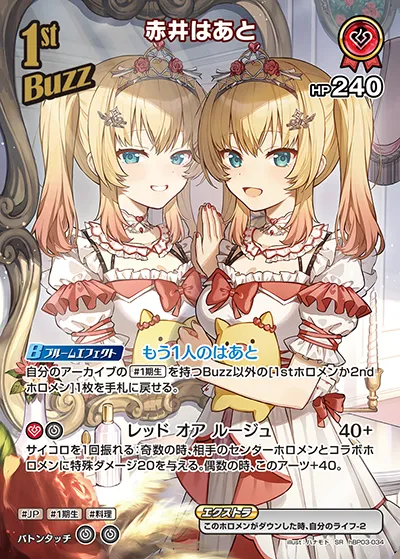 1st
Buzz
赤井はあと
HP240
Bブルームエフェクト もう1人のはあと
自分のアーカイブの#1期生を持つBuzz以外の[1stホロメンか2nd
ホロメン]1枚を手札に戻せる。
レッド オア ルージュ 40+
サイコロを1回振れる:奇数の時、相手のセンターホロメンとコラボホ
ロメンに特殊ダメージ20を与える。偶数の時、このアーツ+40。
#JP #1期生 #料理
エクストラ
このホロメンがダウンした時、自分のライフ-2
バトンタッチ
illust:ハナモト SR hBP03-034